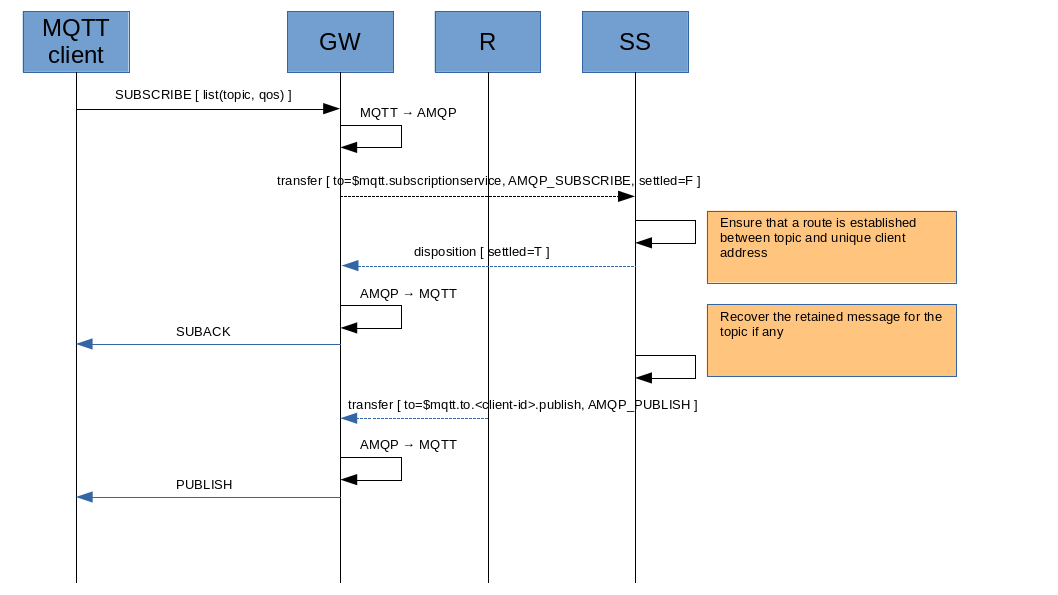 MQTT
client
GW
R
SS
SUBSCRIBE [ list(topic, qos) ]
MQTT → AMQP
transfer [ to=$mqtt.subscriptionservice, AMQP_SUBSCRIBE, settled=F ]
Ensure that a route is established
between topic and unique client
address
disposition [ settled=T ]
AMQP → MQTT
Recover the retained message for the
topic if any
SUBACK
transfer [ to=$mqtt.to.<client-id>.publish, AMQP_PUBLISH ]
AMQP → MQTT
PUBLISH